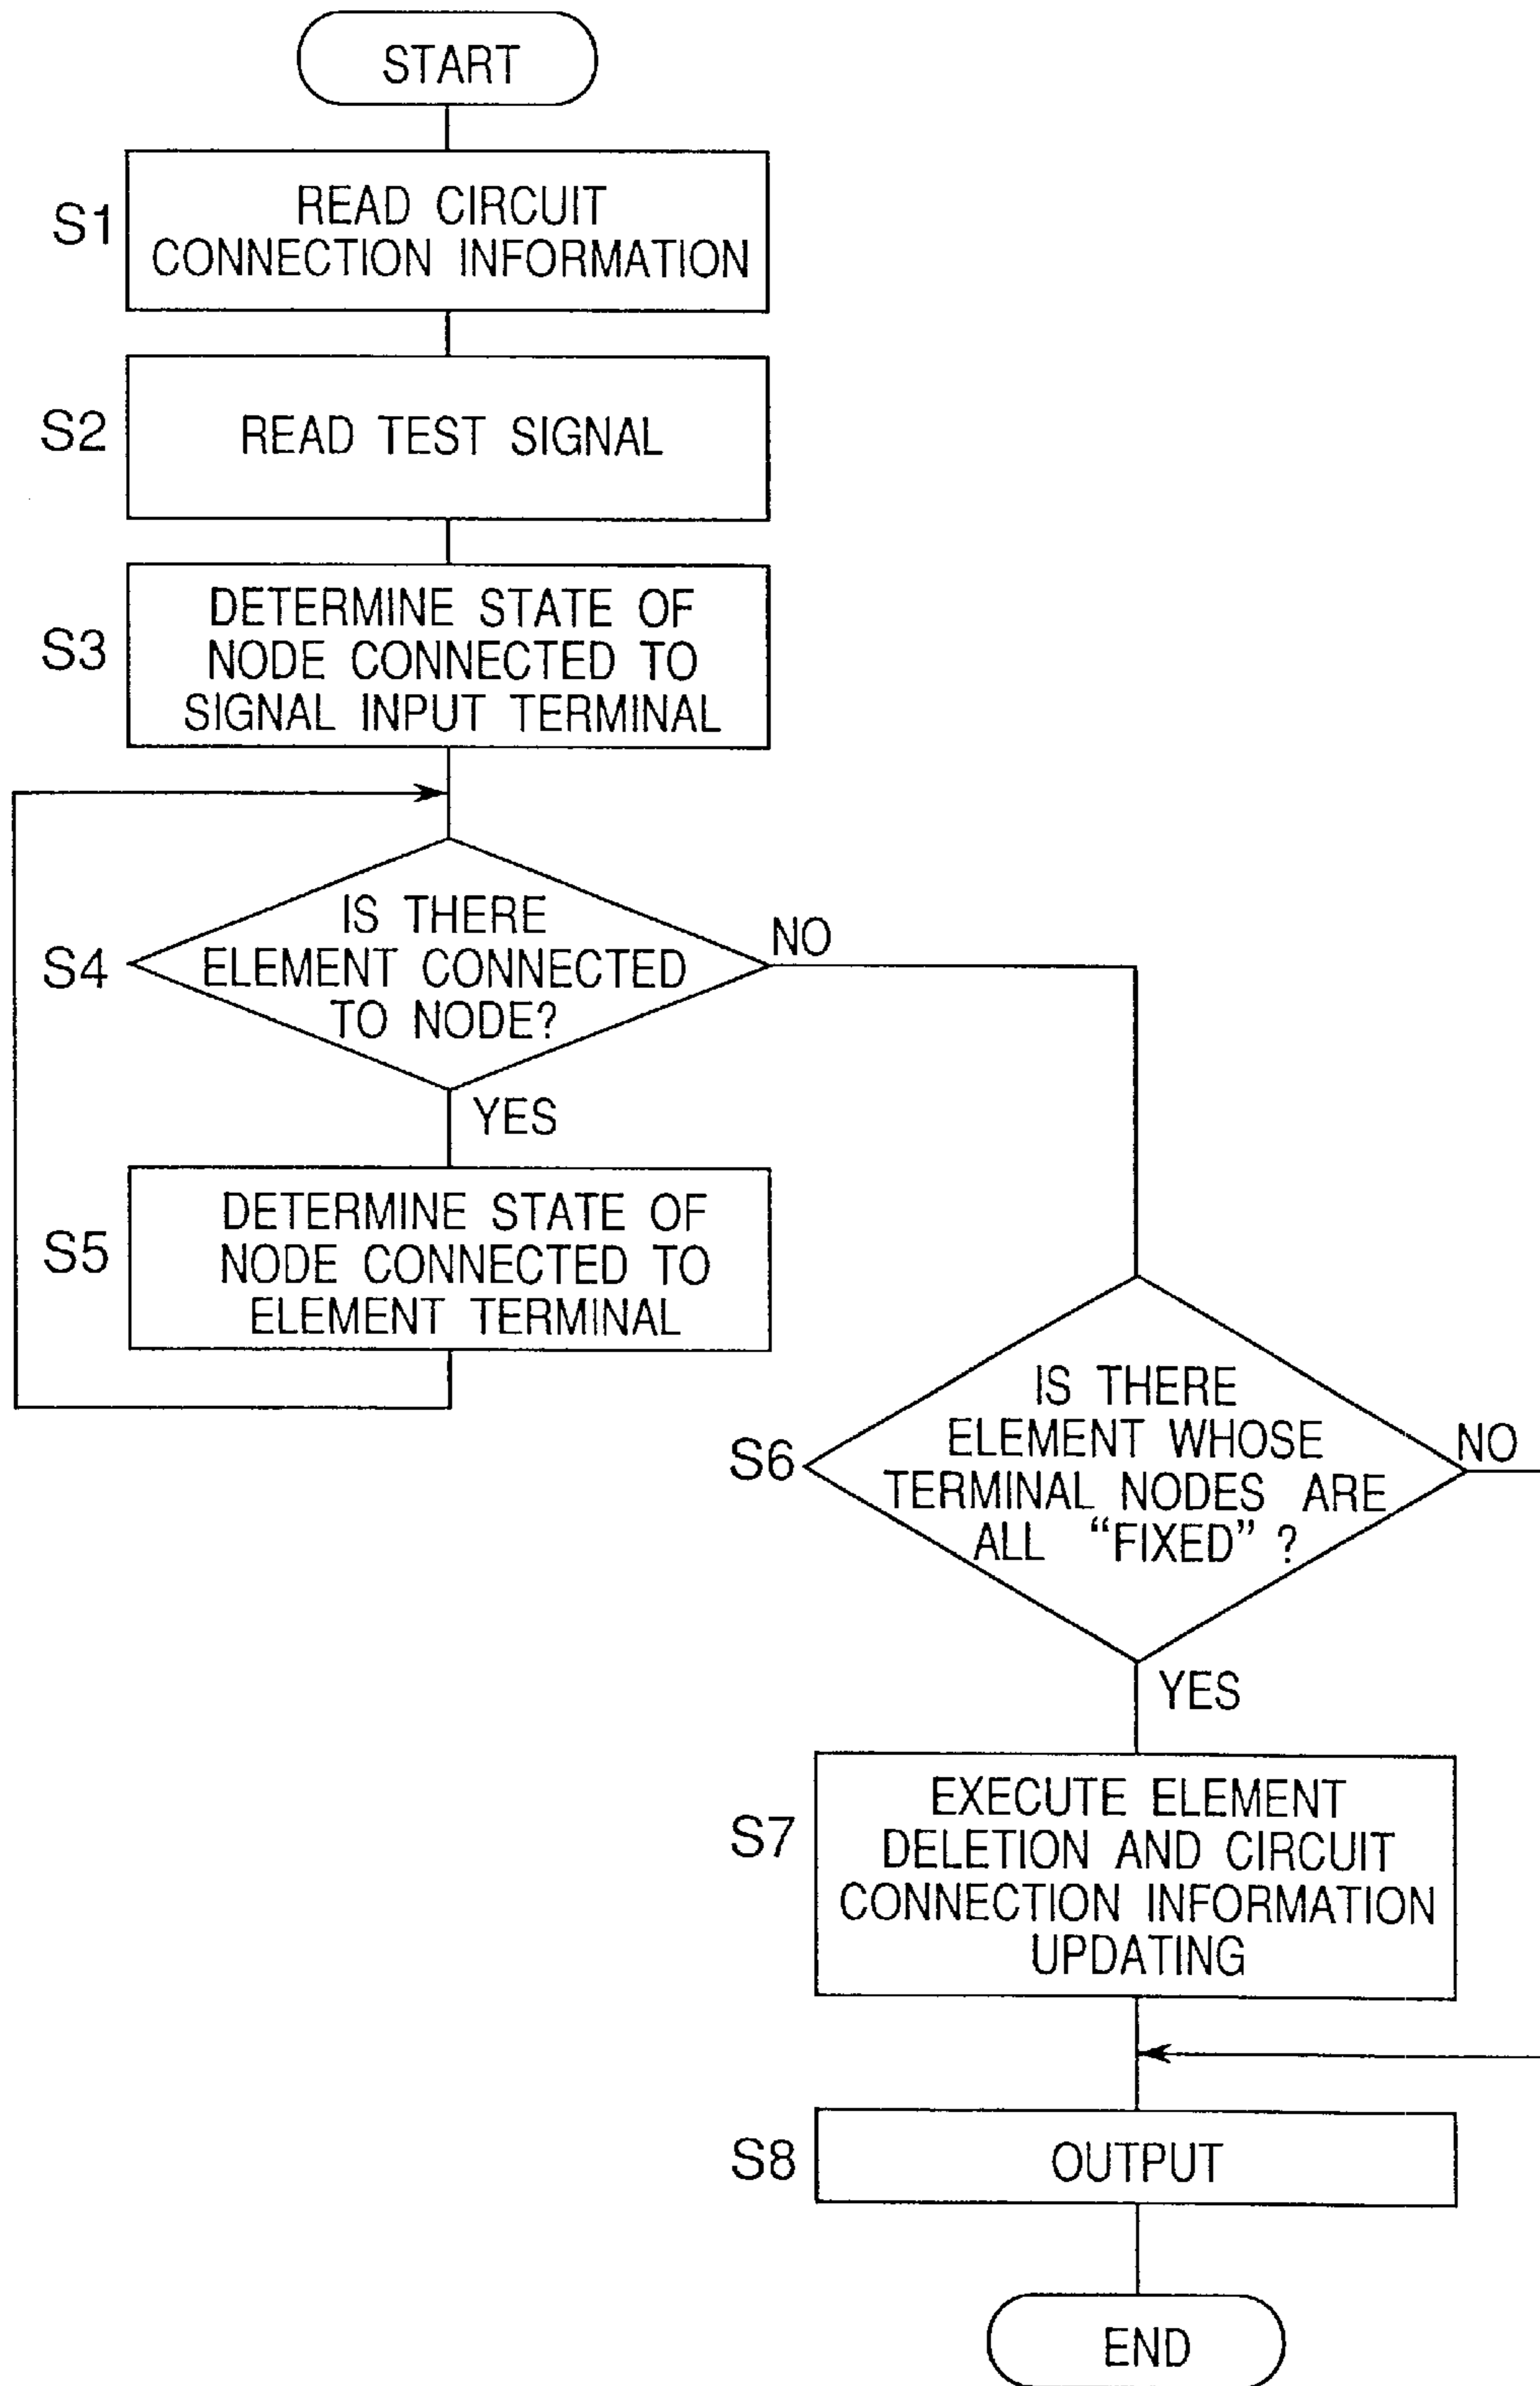 START
S1
READ CIRCUIT
CONNECTION INFORMATION
S2
READ TEST SIGNAL
S3
DETERMINE STATE OF
NODE CONNECTED TO
SIGNAL INPUT TERMINAL
S4
IS THERE
ELEMENT CONNECTED
TO NODE?
NO
YES
S5
DETERMINE STATE OF
NODE CONNECTED TO
ELEMENT TERMINAL
S6
IS THERE
ELEMENT WHOSE
TERMINAL NODES ARE
ALL “FIXED” ?
NO
YES
S7
EXECUTE ELEMENT
DELETION AND CIRCUIT
CONNECTION INFORMATION
UPDATING
S8
OUTPUT
END